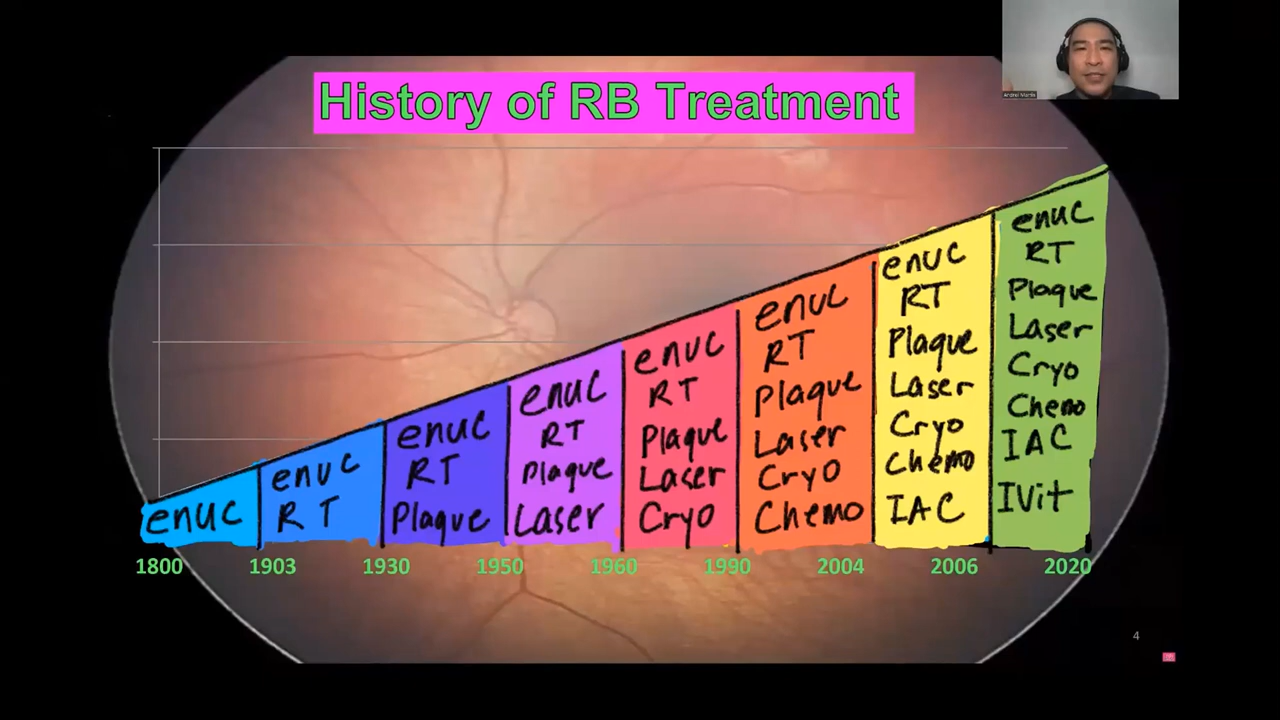 History of RB Treatment
enuc
enuc
RT
enuc
RT
Plaque
enuc
RT
Plaque
Laser
enuc
RT
Plaque
Laser
Cryo
enuc
RT
Plaque
Laser
Cryo
Chemo
enuc
RT
Plaque
Laser
Cryo
Chemo
IAC
enuc
RT
Plaque
Laser
Cryo
Chemo
IAC
IVit
1800 1903 1930 1950 1960 1990 2004 2006 2020
4